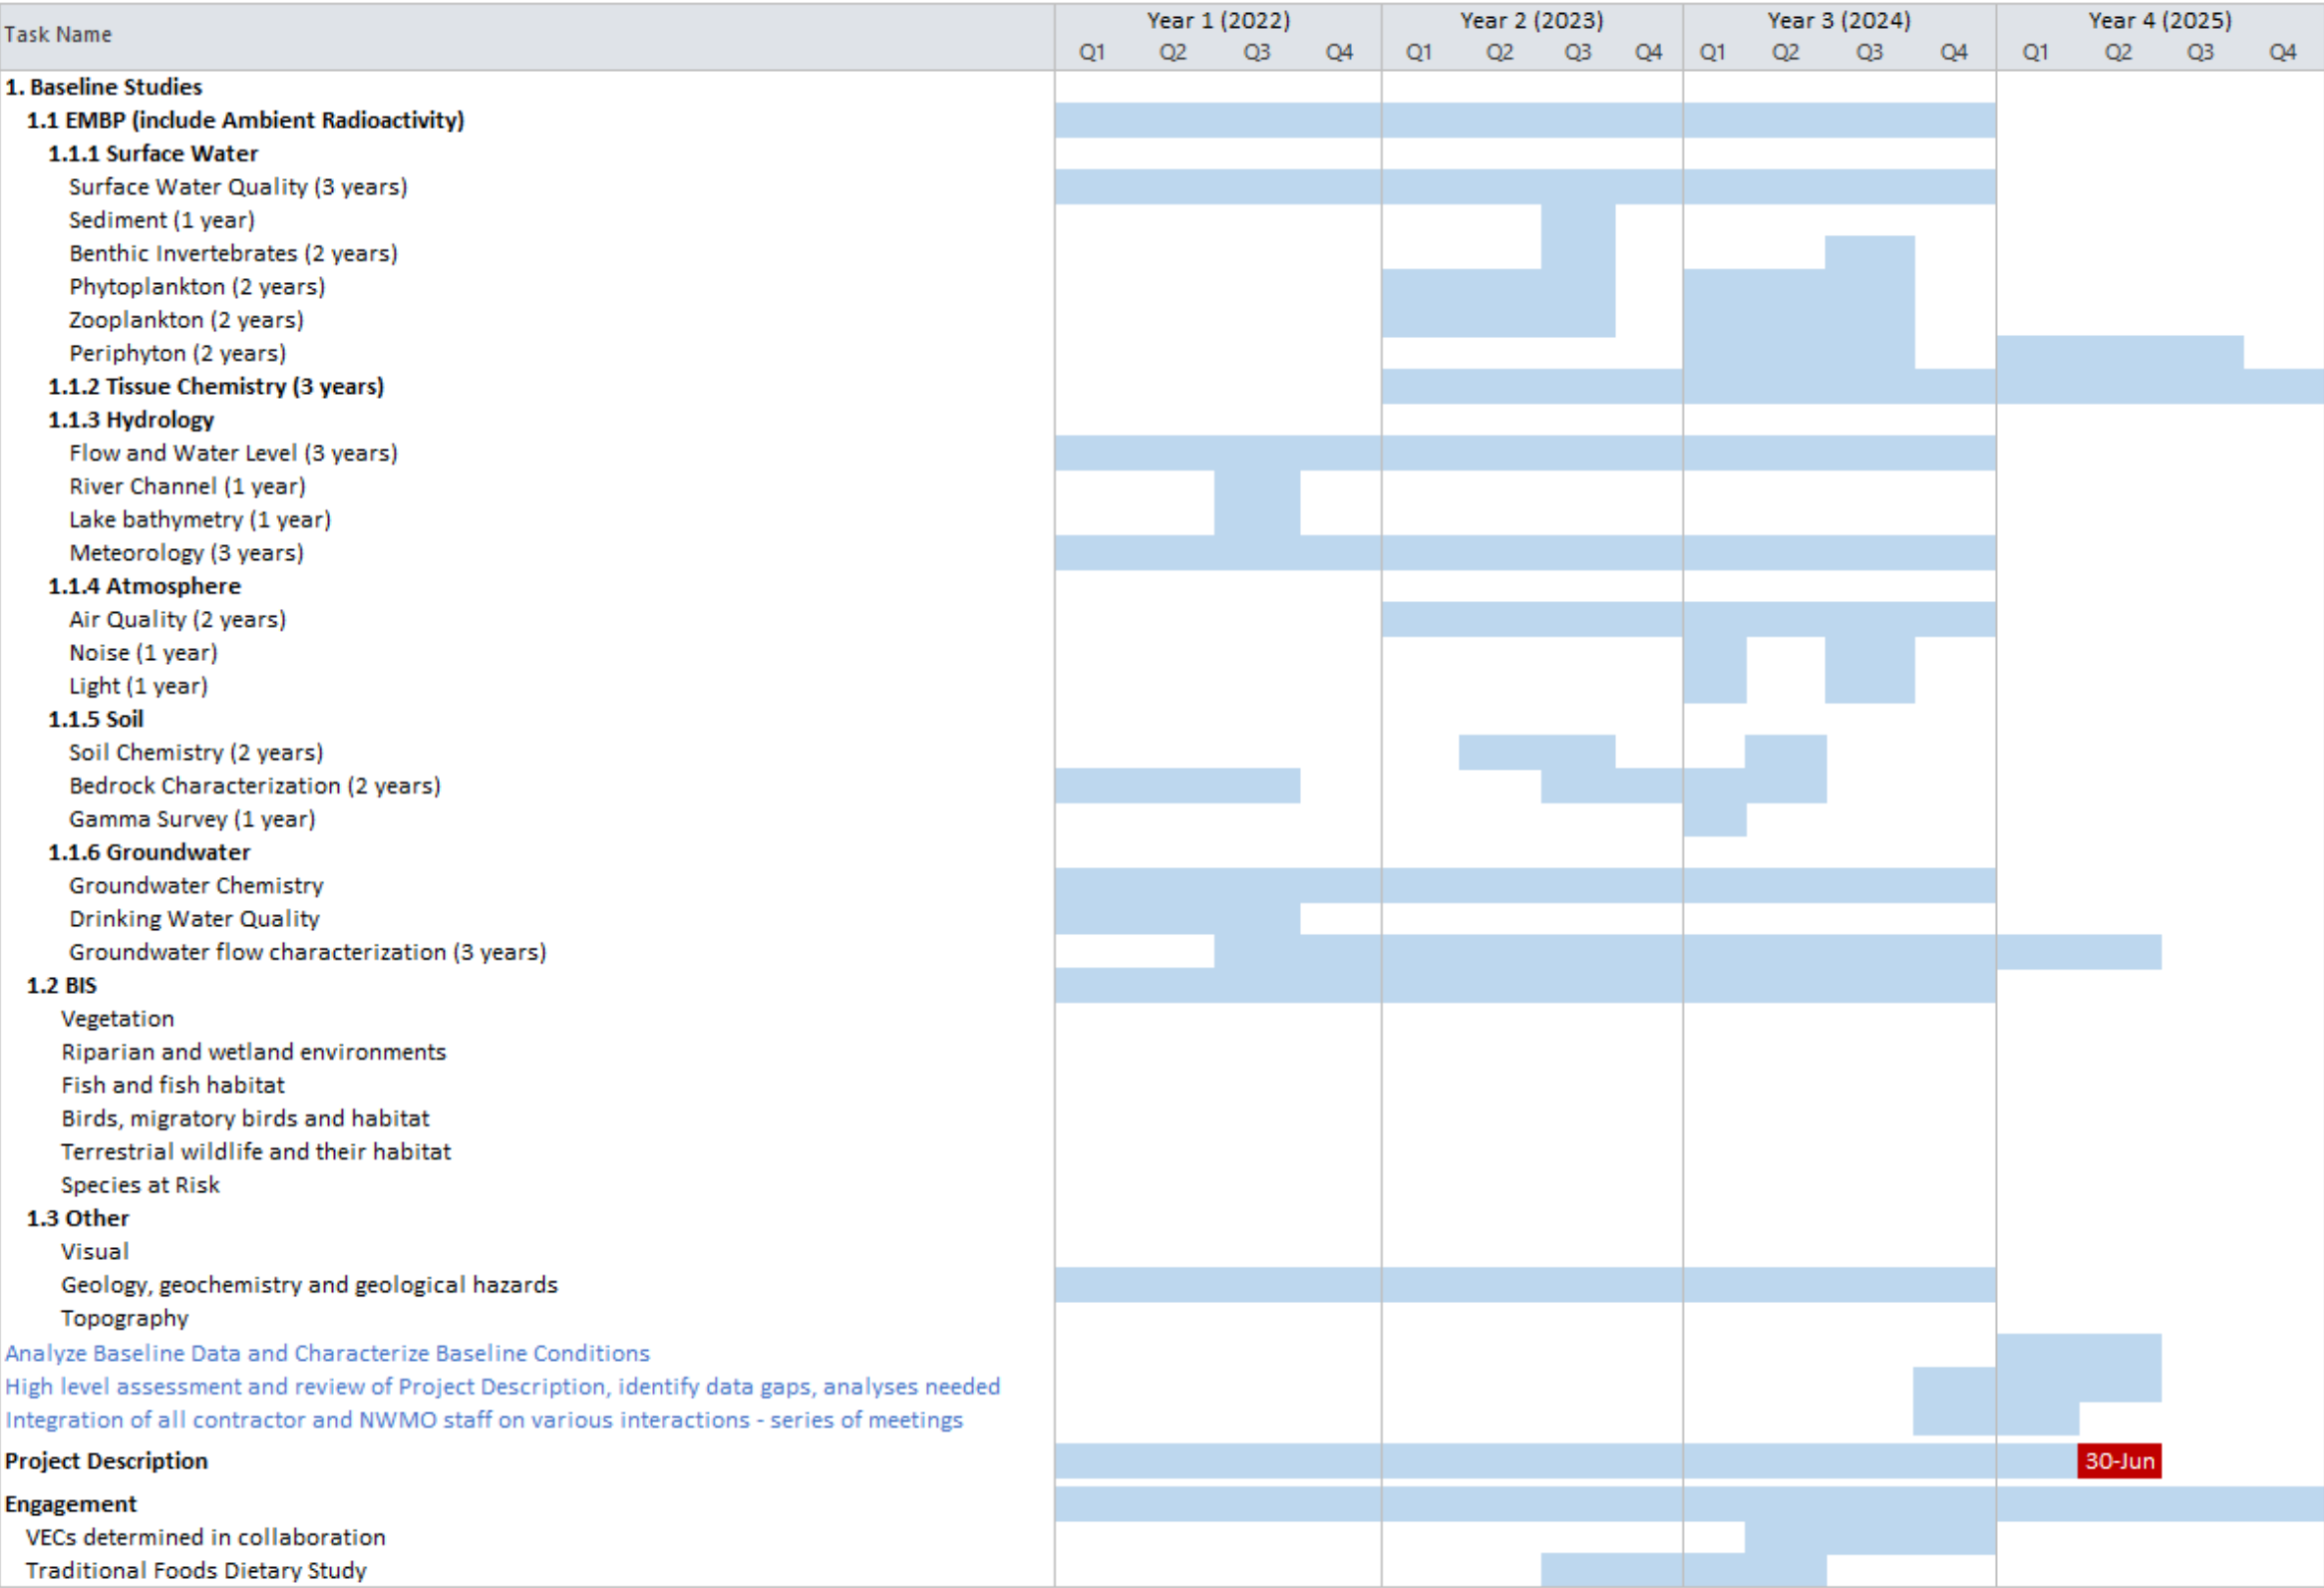 Task Name
Year 1 (2022) Year 2 (2023) Year 3 (2024) Year 4 (2025)
Q1 Q2 Q3 Q4 Q1 Q2 Q3 Q4 Q1 Q2 Q3 Q4 Q1 Q2 Q3 Q4
1. Baseline Studies
1.1 EMBP (include Ambient Radioactivity)
1.1.1 Surface Water
Surface Water Quality (3 years)
Sediment (1 year)
Benthic Invertebrates (2 years)
Phytoplankton (2 years)
Zooplankton (2 years)
Periphyton (2 years)
1.1.2 Tissue Chemistry (3 years)
1.1.3 Hydrology
Flow and Water Level (3 years)
River Channel (1 year)
Lake bathymetry (1 year)
Meteorology (3 years)
1.1.4 Atmosphere
Air Quality (2 years)
Noise (1 year)
Light (1 year)
1.1.5 Soil
Soil Chemistry (2 years)
Bedrock Characterization (2 years)
Gamma Survey (1 year)
1.1.6 Groundwater
Groundwater Chemistry
Drinking Water Quality
Groundwater flow characterization (3 years)
1.2 BIS
Vegetation
Riparian and wetland environments
Fish and fish habitat
Birds, migratory birds and habitat
Terrestrial wildlife and their habitat
Species at Risk
1.3 Other
Visual
Geology, geochemistry and geological hazards
Topography
Analyze Baseline Data and Characterize Baseline Conditions
High level assessment and review of Project Description, identify data gaps, analyses needed
Integration of all contractor and NWMO staff on various interactions - series of meetings
Project Description 30-Jun
Engagement
VECs determined in collaboration
Traditional Foods Dietary Study